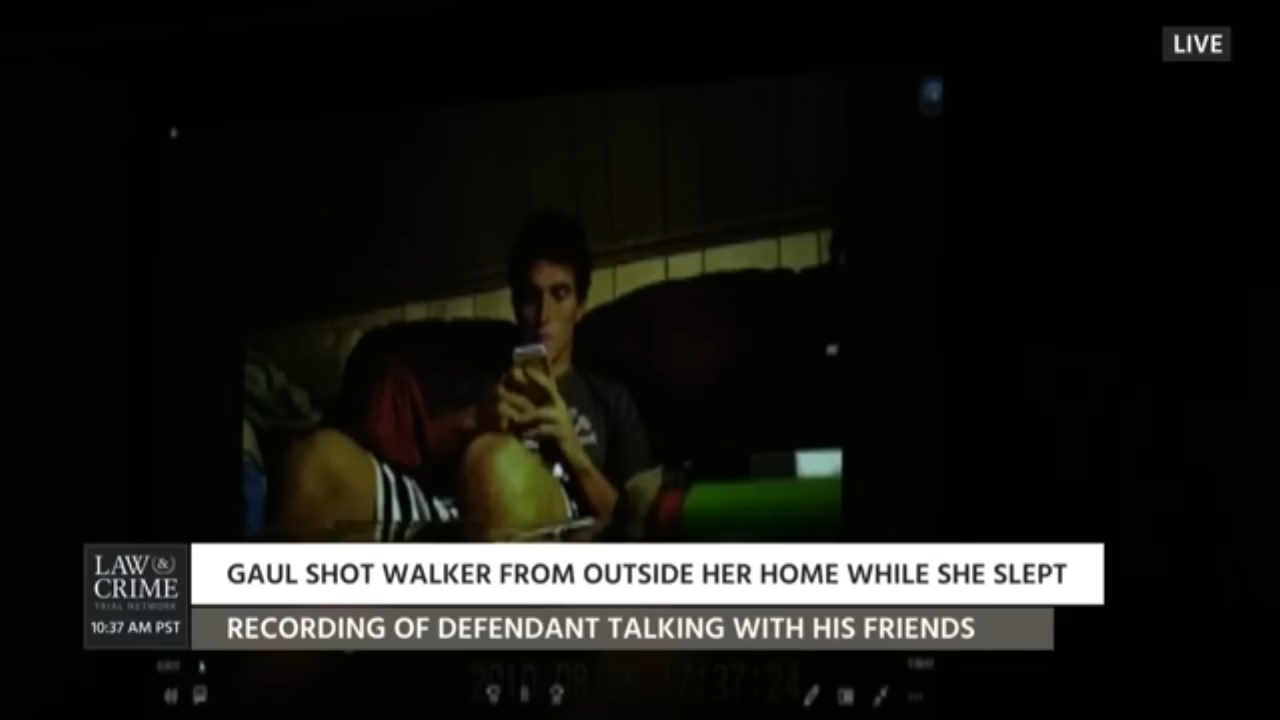 LIVE
GAUL SHOT WALKER FROM OUTSIDE HER HOME WHILE SHE SLEPT
LAW &
CRIME
TRIAL NETWORK
10:37 AM PST
RECORDING OF DEFENDANT TALKING WITH HIS FRIENDS